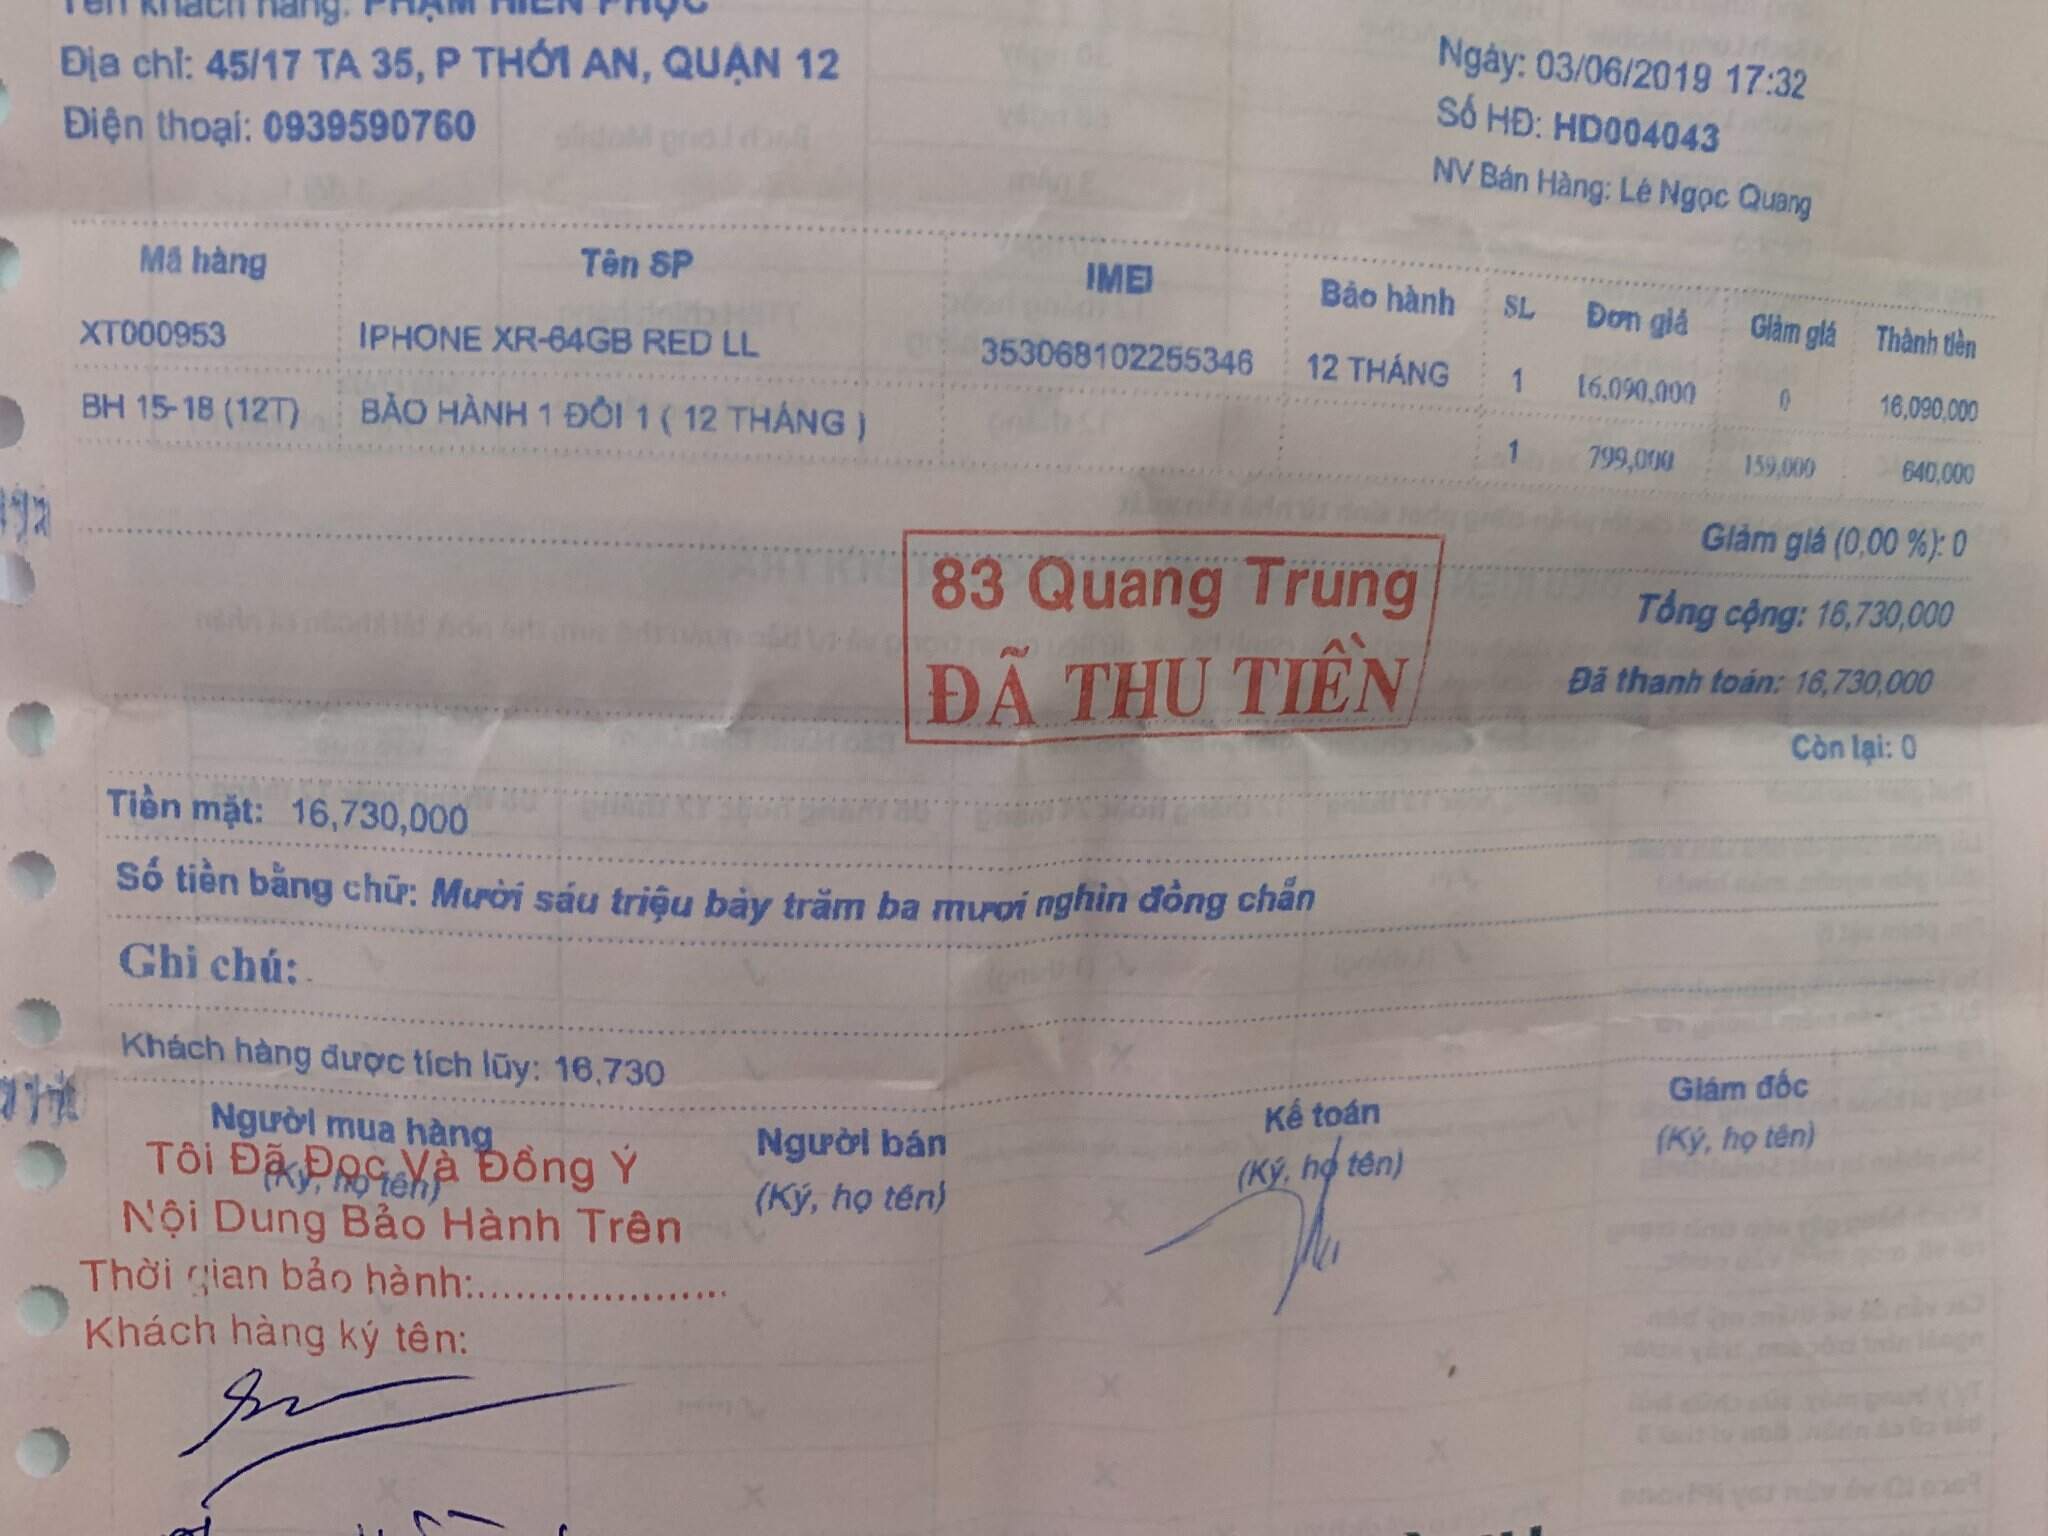 Tên khách hàng: PHẠM HIỀN PHỤC
Địa chỉ: 45/17 TA 35, P THỚI AN, QUẬN 12
Điện thoại: 0939590760
Ngày: 03/06/2019 17:32
Số HĐ: HD004043
NV Bán Hàng: Lê Ngọc Quang
Mã hàng Tên SP IMEI Bảo hành SL Đơn giá Giảm giá Thành tiền
XT000953 IPHONE XR-64GB RED LL 353068102255346 12 THÁNG 1 16,090,000 0 16,090,000
BH 15-18 (12T) BẢO HÀNH 1 ĐỔI 1 ( 12 THÁNG ) 1 799,000 159,000 640,000
Giảm giá (0,00 %): 0
83 Quang Trung
ĐÃ THU TIỀN
Tổng cộng: 16,730,000
Đã thanh toán: 16,730,000
Còn lại: 0
Tiền mặt: 16,730,000
Số tiền bằng chữ: Mười sáu triệu bảy trăm ba mươi nghìn đồng chẵn
Ghi chú:
Khách hàng được tích lũy: 16,730
Người mua hàng Người bán Kế toán Giám đốc
(Ký, họ tên) (Ký, họ tên) (Ký, họ tên) (Ký, họ tên)
Tôi Đã Đọc Và Đồng Ý
Nội Dung Bảo Hành Trên
Thời gian bảo hành:......................
Khách hàng ký tên: